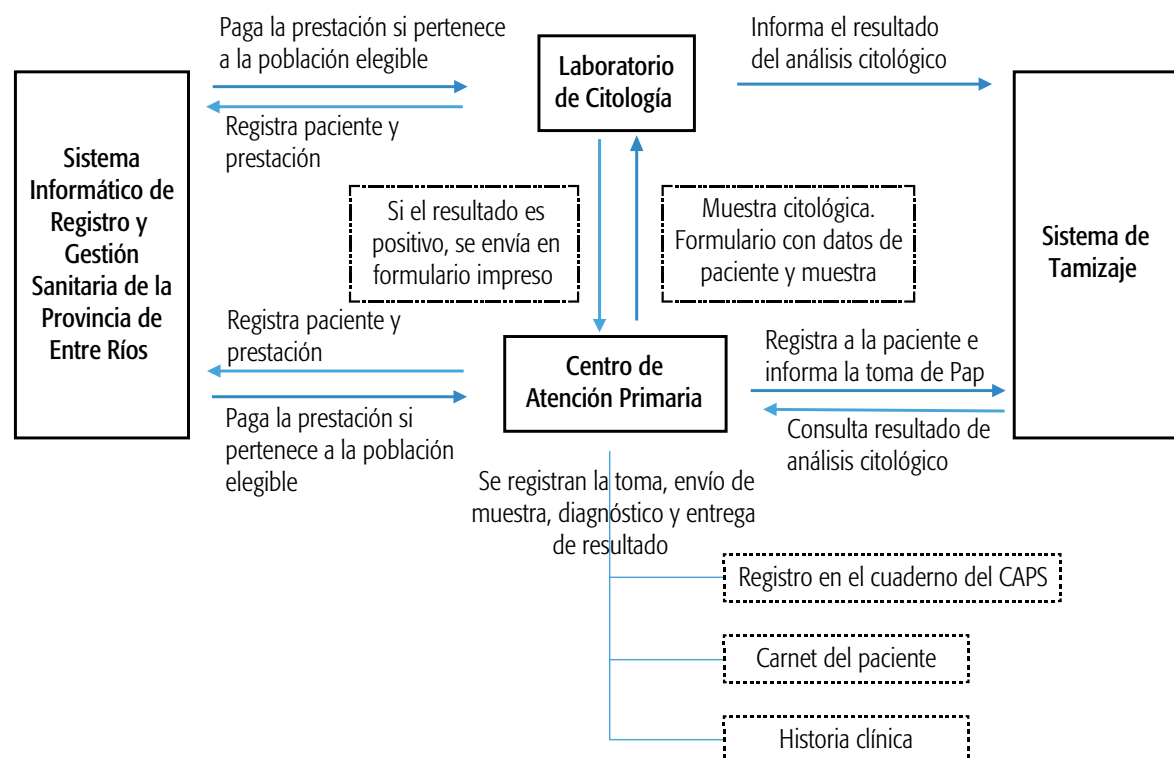 Paga la prestación si pertenece
a la población elegible
Laboratorio
de Citología
Informa el resultado
del análisis citológico
Registra paciente y
prestación
Sistema
Informático de
Registro y
Gestión
Sanitaria de la
Provincia de
Entre Ríos
Si el resultado es
positivo, se envía en
formulario impreso
Muestra citológica.
Formulario con datos de
paciente y muestra
Sistema de
Tamizaje
Registra paciente y
prestación
Centro de
Atención Primaria
Registra a la paciente e
informa la toma de Pap
Paga la prestación si
pertenece a la población
elegible
Consulta resultado de
análisis citológico
Se registran la toma, envío de
muestra, diagnóstico y entrega
de resultado
Registro en el cuaderno del CAPS
Carnet del paciente
Historia clínica